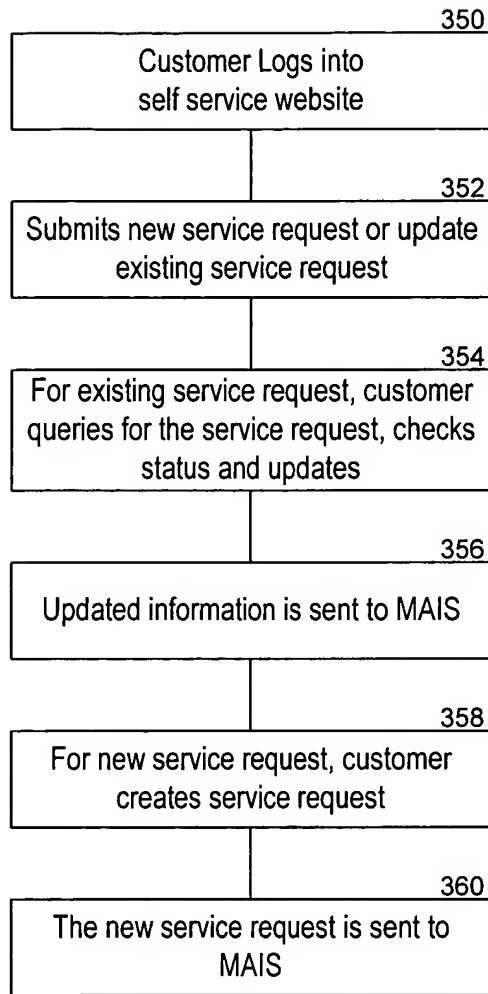 350
Customer Logs into
self service website
352
Submits new service request or update
existing service request
354
For existing service request, customer
queries for the service request, checks
status and updates
356
Updated information is sent to MAIS
358
For new service request, customer
creates service request
360
The new service request is sent to
MAIS